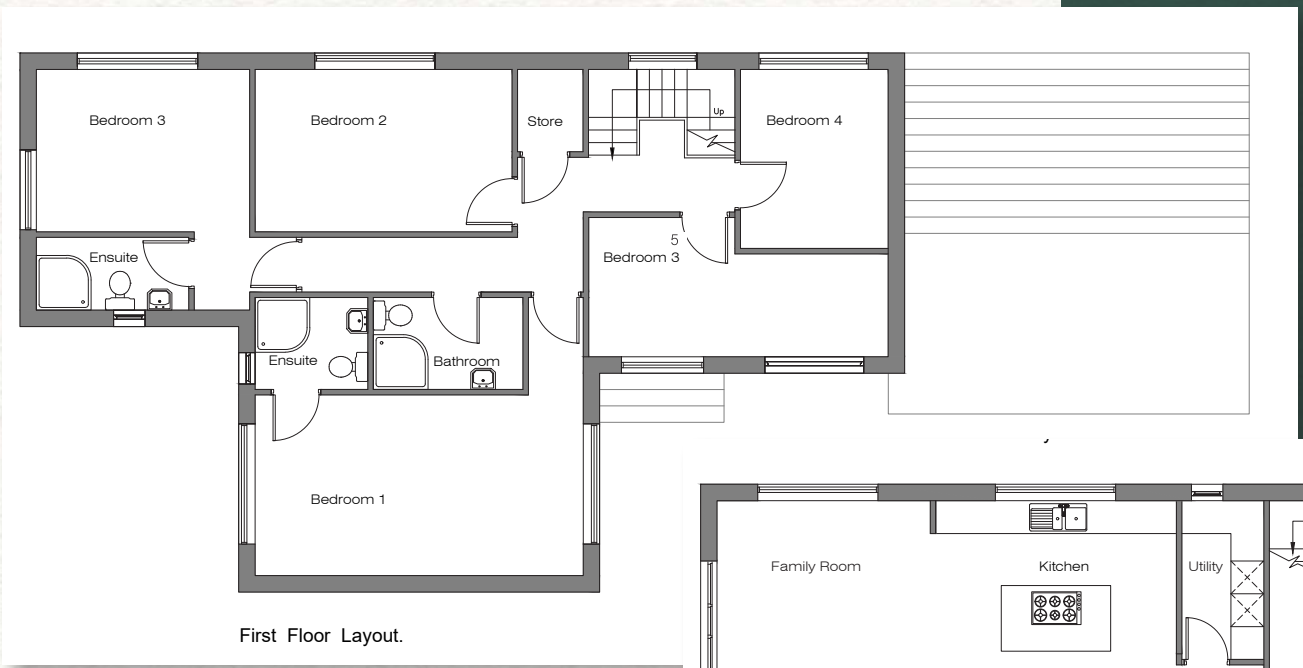 Bedroom 3
Bedroom 2
Store
Up
Bedroom 4
Ensuite
5
Bedroom 3
Ensuite
Bathroom
Bedroom 1
First Floor Layout.
Family Room
Kitchen
Utility